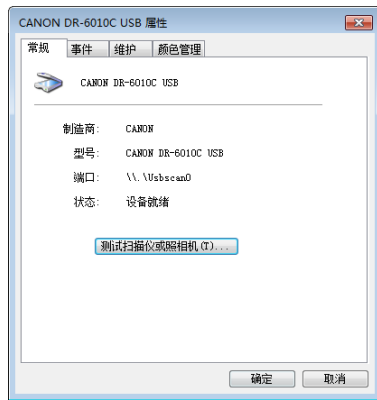 CANON DR-6010C USB 属性
常规 事件 维护 颜色管理
CANON DR-6010C USB
制造商: CANON
型号: CANON DR-6010C USB
端口: \\.\Usbscan0
状态: 设备就绪
测试扫描仪或照相机(T)...
确定 取消